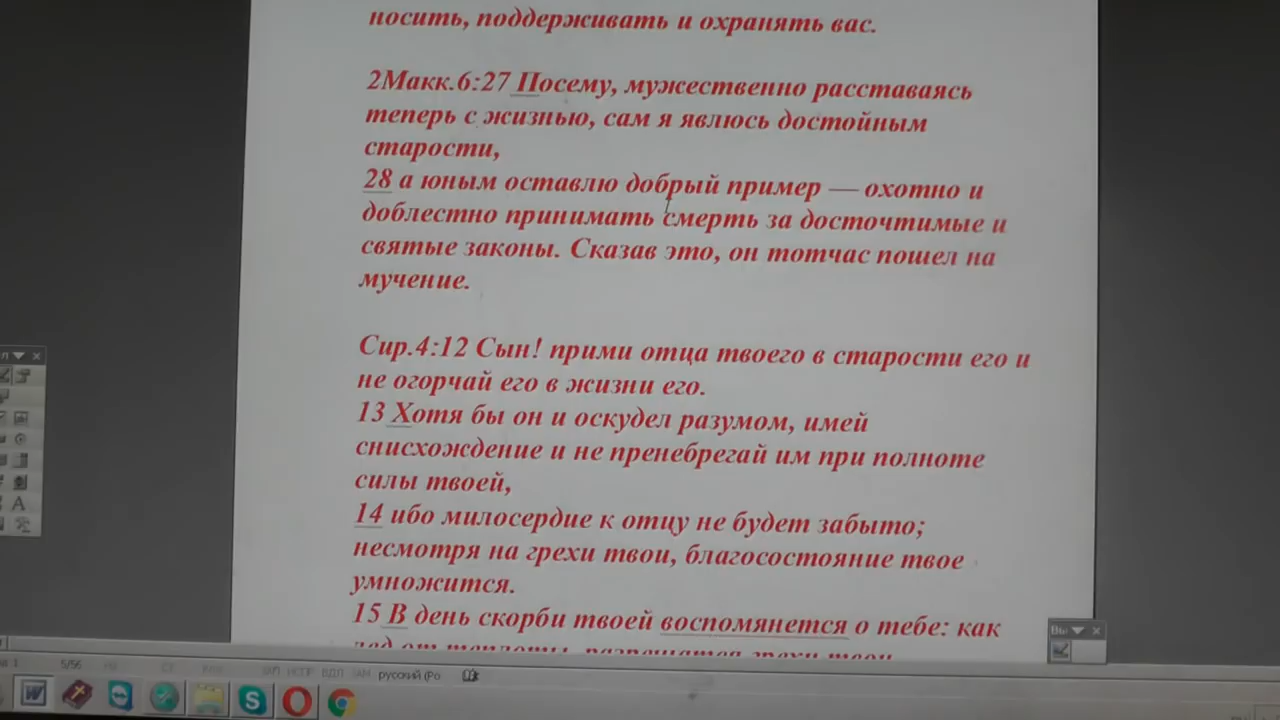 носить, поддерживать и охранять вас.
2Макк.6:27 Посему, мужественно расставаясь
теперь с жизнью, сам я явлюсь достойным
старости,
28 а юным оставлю добрый пример — охотно и
доблестно принимать смерть за досточтимые и
святые законы. Сказав это, он тотчас пошел на
мучение.
Сир.4:12 Сын! прими отца твоего в старости его и
не огорчай его в жизни его.
13 Хотя бы он и оскудел разумом, имей
снисхождение и не пренебрегай им при полноте
силы твоей,
14 ибо милосердие к отцу не будет забыто;
несмотря на грехи твои, благосостояние твое
умножится.
15 В день скорби твоей воспомянется о тебе: как
5/56
русский (Ро